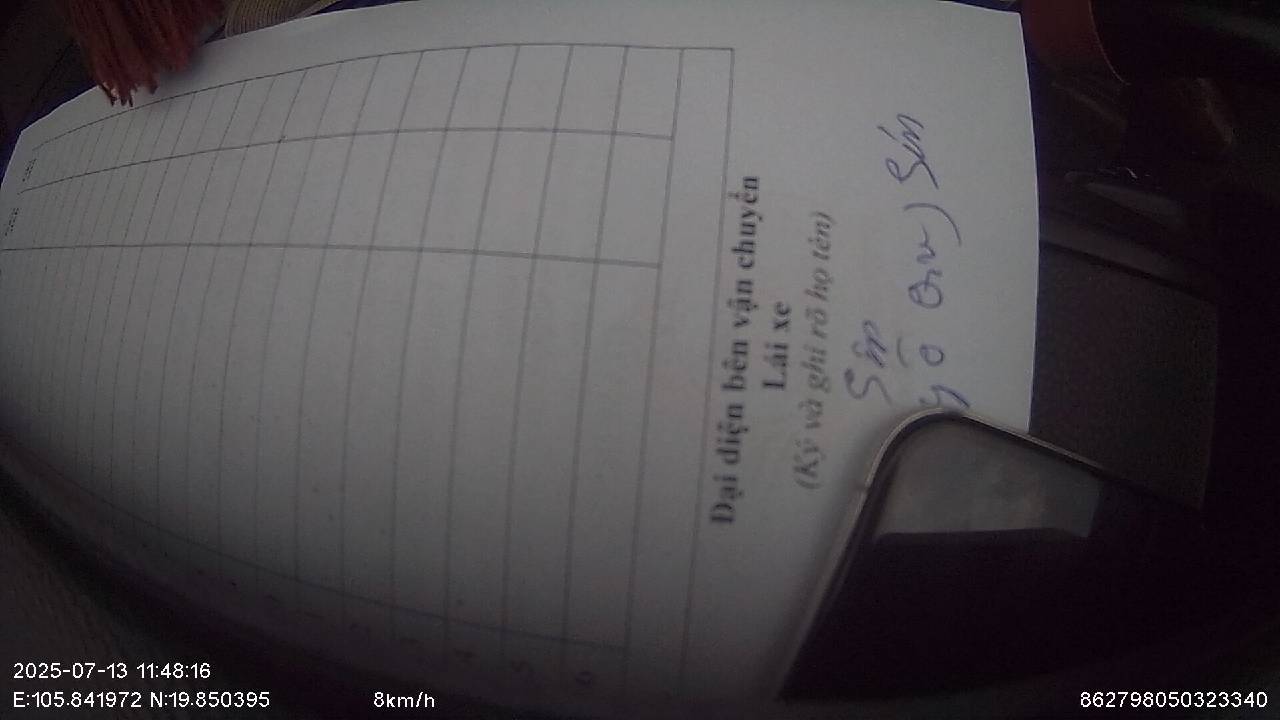 Đại diện bên vận chuyển
Lái xe
(Ký và ghi rõ họ tên)
Sín
Sín
2025-07-13 11:48:16
E:105.841972 N:19.850395
8km/h
862798050323340